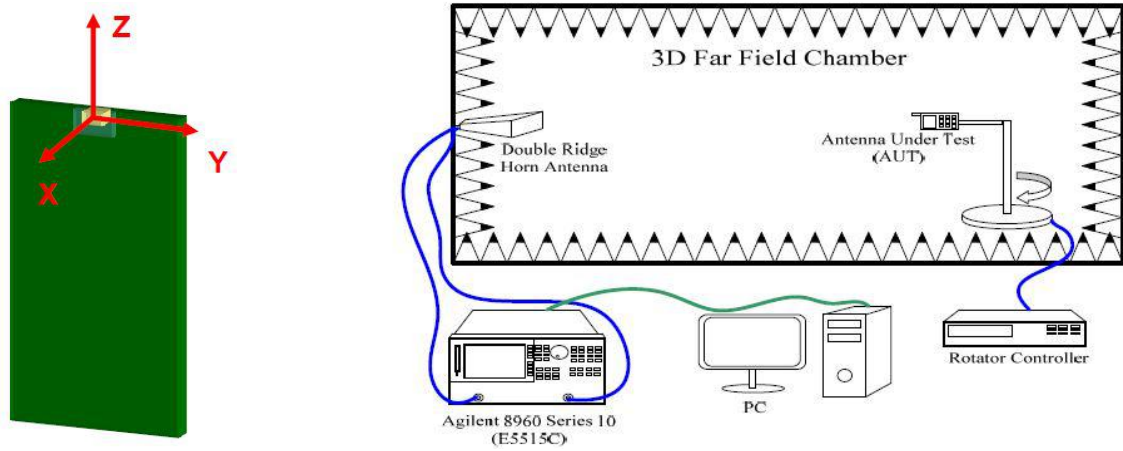 Z
Y
X
3D Far Field Chamber
Double Ridge
Horn Antenna
Antenna Under Test
(AUT)
Agilent 8960 Series 10
(E5515C)
PC
Rotator Controller